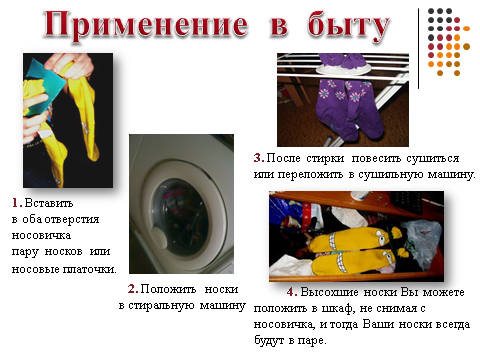 Применение в быту
1. Вставить
в оба отверстия
носовичка
пару носков или
носовые платочки.
2. Положить носки
в стиральную машину
3. После стирки повесить сушиться
или переложить в сушильную машину.
4. Высохшие носки Вы можете
положить в шкаф, не снимая с
носовичка, и тогда Ваши носки всегда
будут в паре.